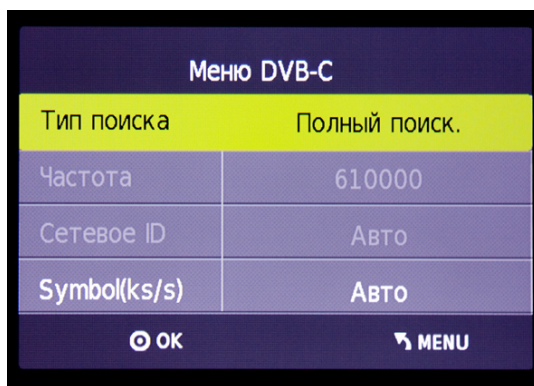 Меню DVB-C
Тип поиска Полный поиск.
Частота 610000
Сетевое ID Авто
Symbol(ks/s) Авто
OK MENU